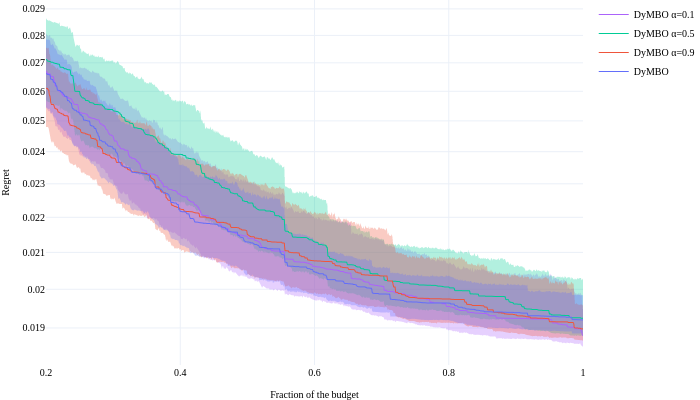 0.029
0.028
0.027
0.026
0.025
0.024
0.023
0.022
0.021
0.02
0.019
Regret
0.2 0.4 0.6 0.8 1
Fraction of the budget
DyMBO α=0.1
DyMBO α=0.5
DyMBO α=0.9
DyMBO